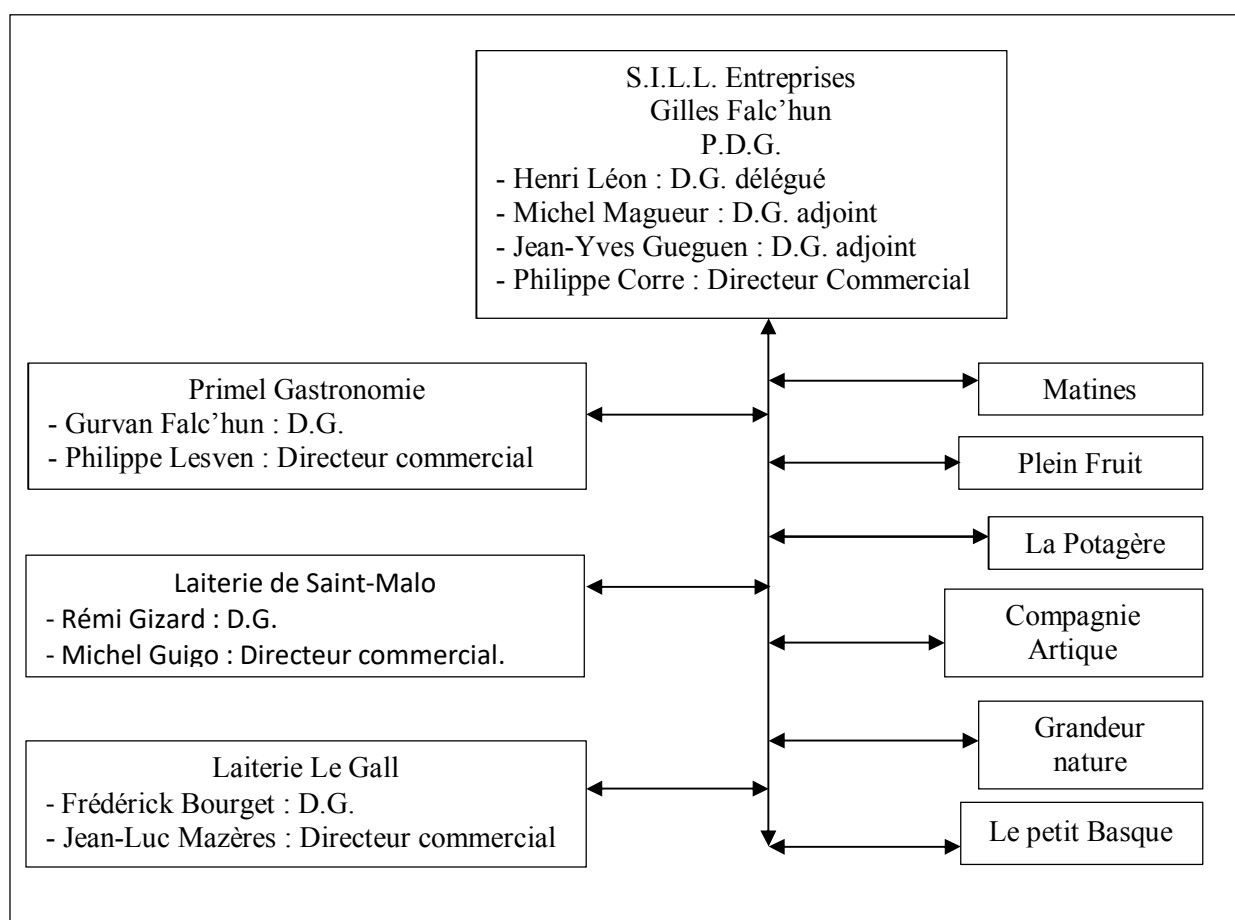 S.I.L.L. Entreprises
Gilles Falc’hun
P.D.G.
- Henri Léon : D.G. délégué
- Michel Magueur : D.G. adjoint
- Jean-Yves Gueguen : D.G. adjoint
- Philippe Corre : Directeur Commercial
Primel Gastronomie
- Gurvan Falc’hun : D.G.
- Philippe Lesven : Directeur commercial
Laiterie de Saint-Malo
- Rémi Gizard : D.G.
- Michel Guigo : Directeur commercial.
Laiterie Le Gall
- Frédérick Bourget : D.G.
- Jean-Luc Mazères : Directeur commercial
Matines
Plein Fruit
La Potagère
Compagnie
Artique
Grandeur
nature
Le petit Basque